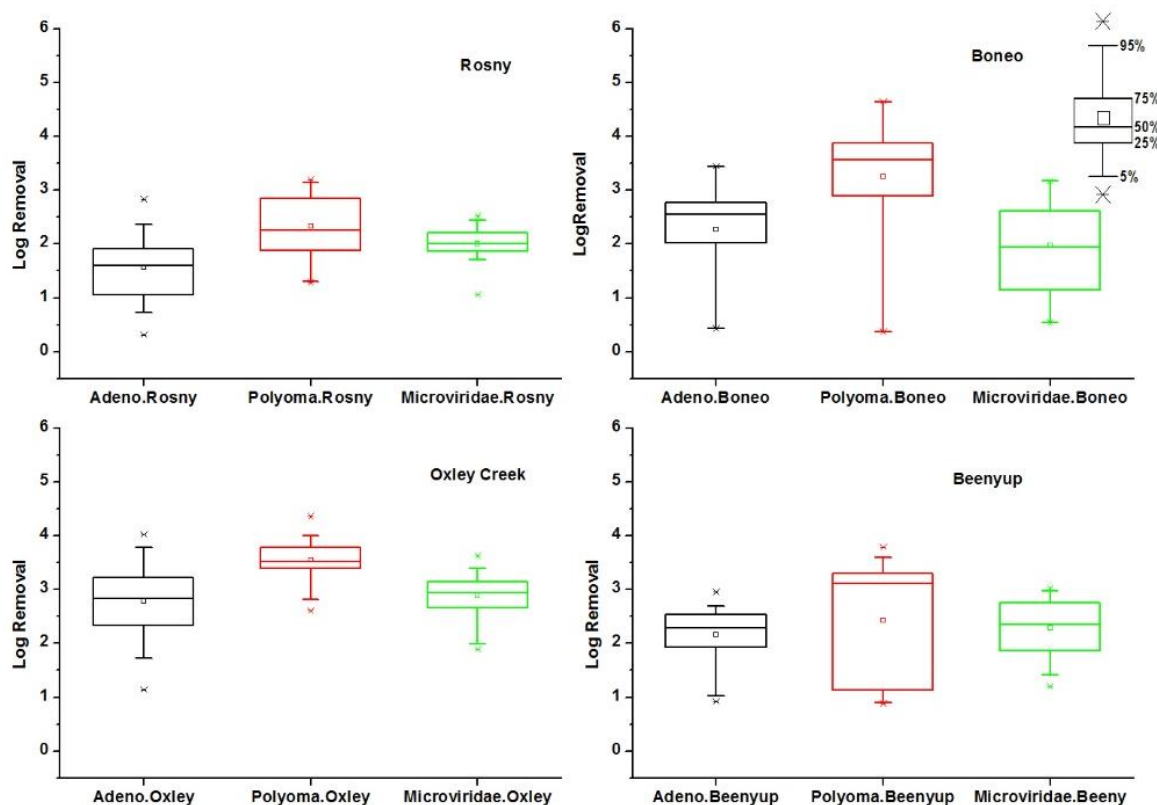 6
5
4
3
2
1
0
Log Removal
Rosny
Adeno.Rosny Polyoma.Rosny Microviridae.Rosny
6
5
4
3
2
1
0
LogRemoval
Boneo
95%
75%
50%
25%
5%
Adeno.Boneo Polyoma.Boneo Microviridae.Boneo
6
5
4
3
2
1
0
Log Removal
Oxley Creek
Adeno.Oxley Polyoma.Oxley Microviridae.Oxley
6
5
4
3
2
1
0
Log Removal
Beenyup
Adeno.Beenyup Polyoma.Beenyup Microviridae.Beeny